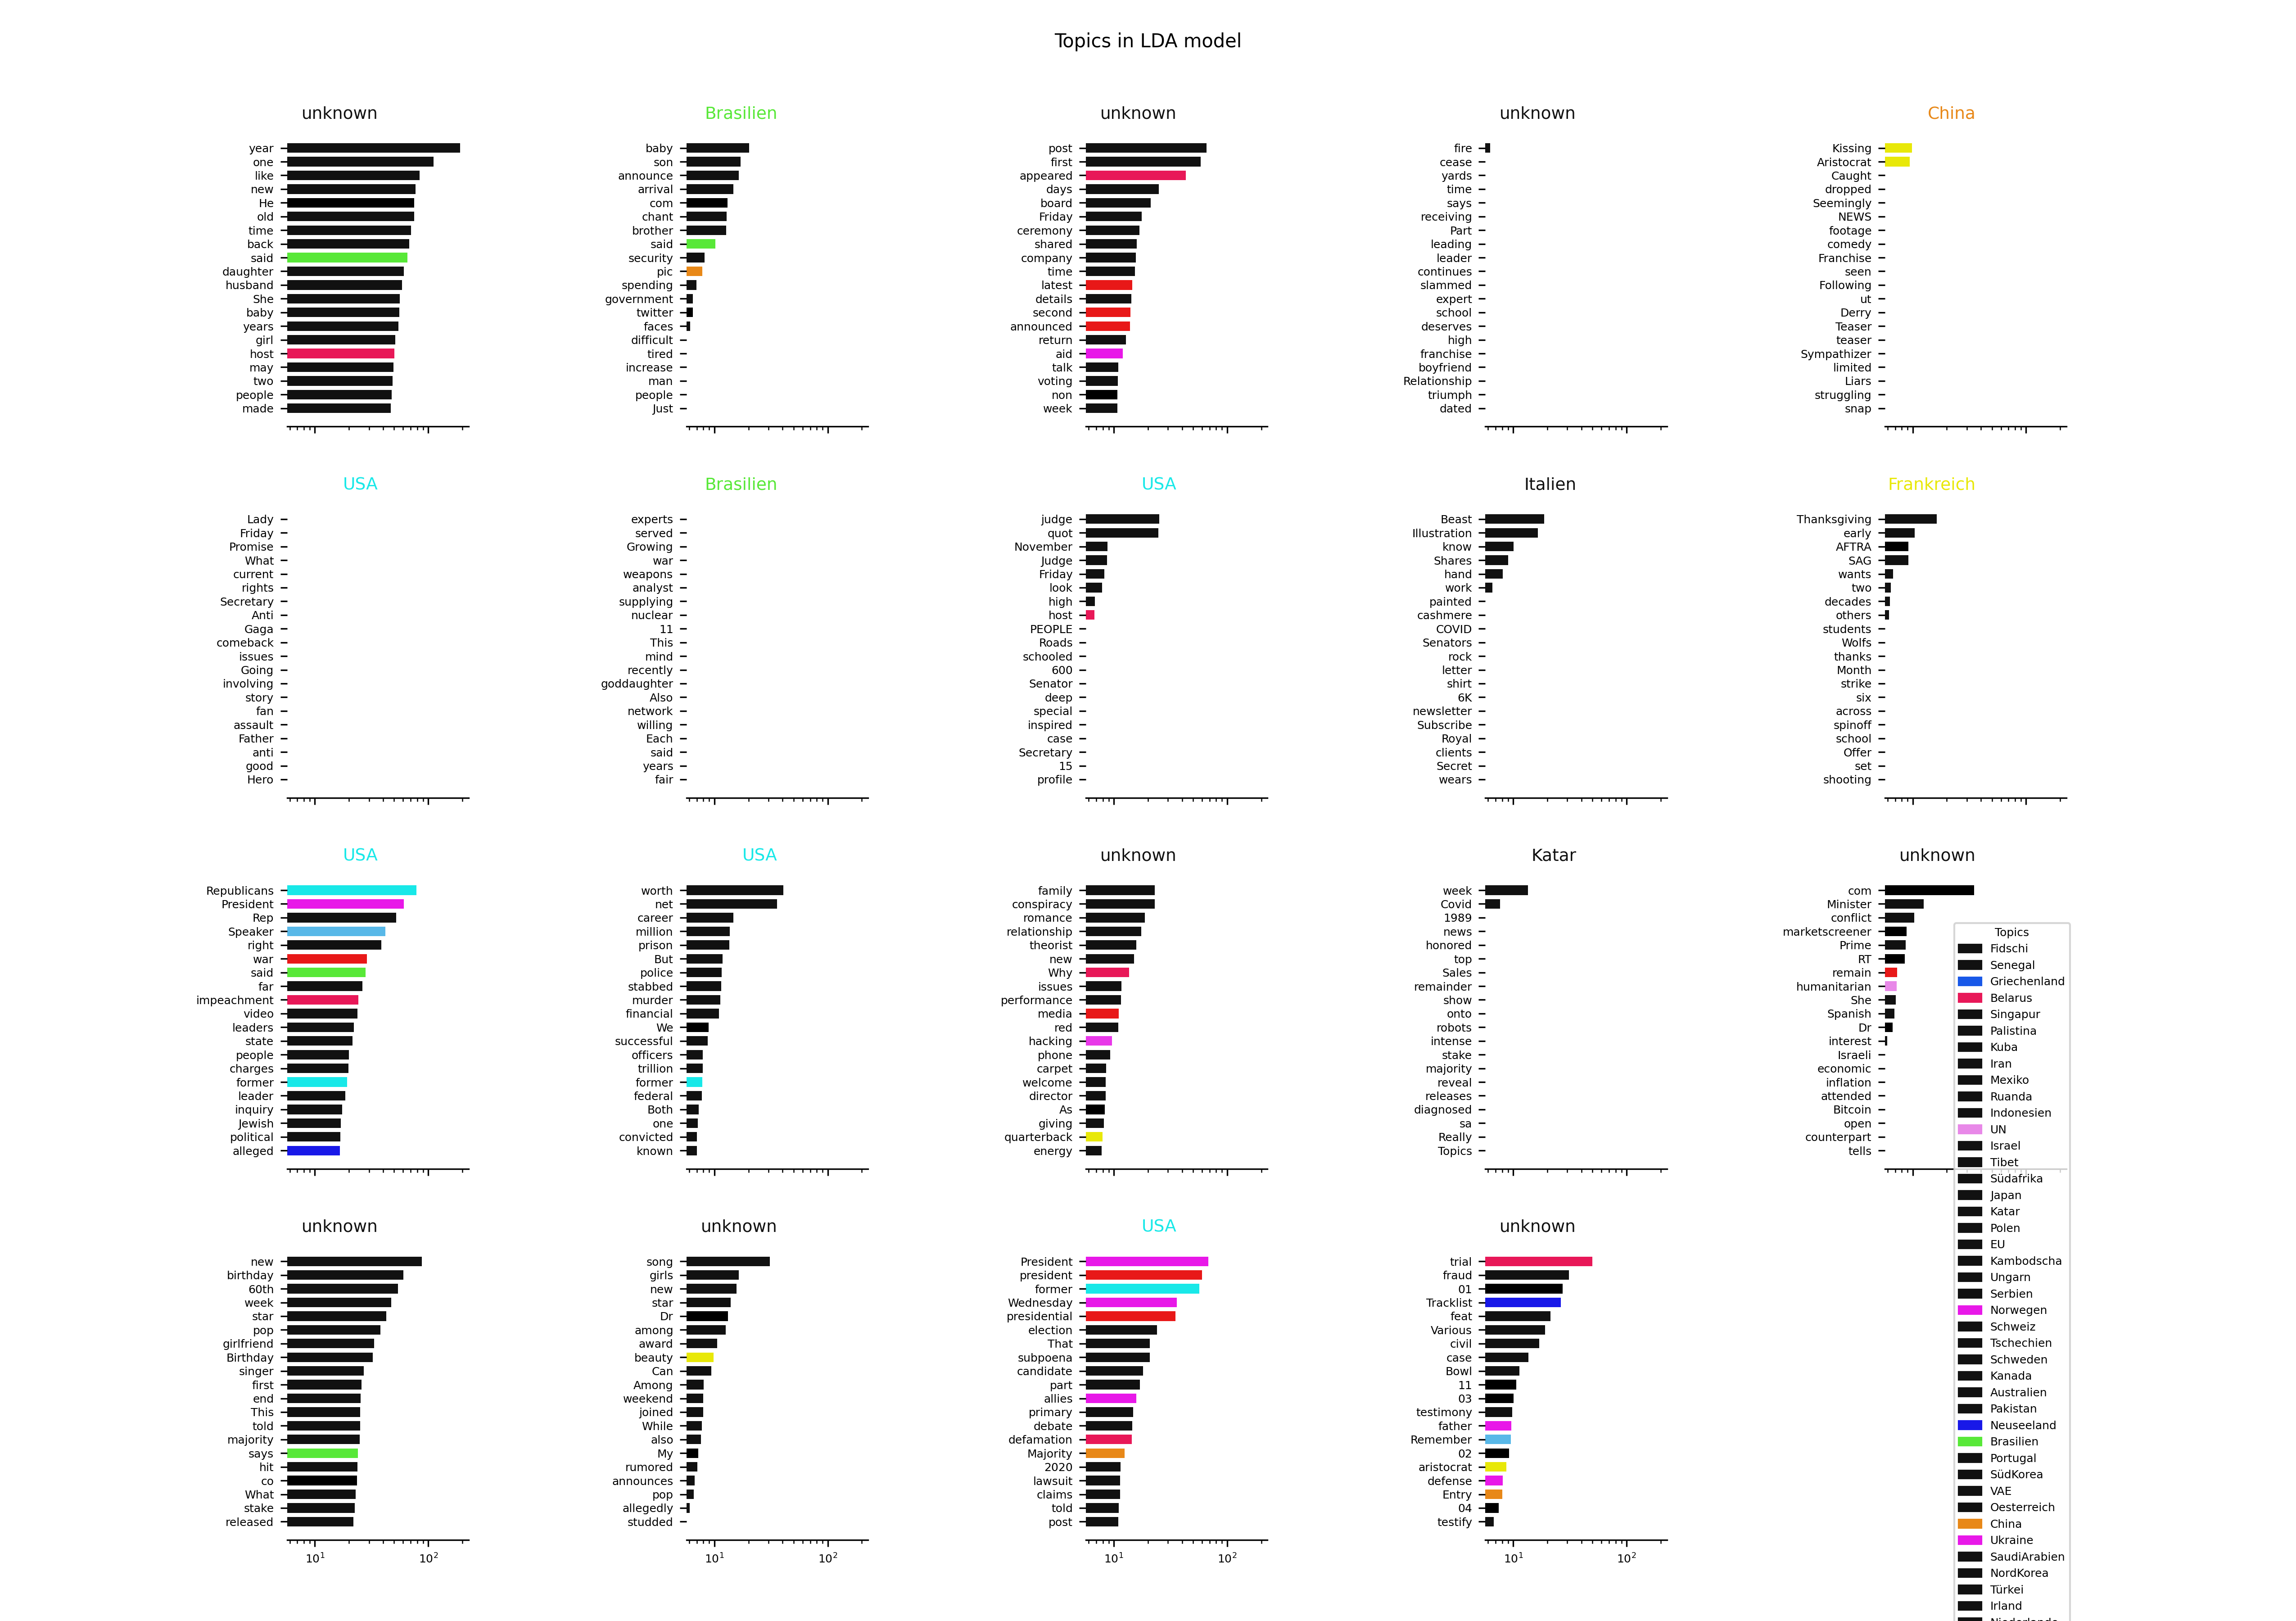 Topics in LDA model
unknown
year
one
like
new
He
old
time
back
said
daughter
husband
She
baby
years
girl
host
may
two
people
made
Brasilien
baby
son
announce
arrival
com
chant
brother
said
security
pic
spending
government
twitter
faces
difficult
tired
increase
man
people
Just
unknown
post
first
appeared
days
board
Friday
ceremony
shared
company
time
latest
details
second
announced
return
aid
talk
voting
non
week
unknown
fire
cease
yards
time
says
receiving
Part
leading
leader
continues
slammed
expert
school
deserves
high
franchise
boyfriend
Relationship
triumph
dated
China
Kissing
Aristocrat
Caught
dropped
Seemingly
NEWS
footage
comedy
Franchise
seen
Following
ut
Derry
Teaser
teaser
Sympathizer
limited
Liars
struggling
snap
USA
Lady
Friday
Promise
What
current
rights
Secretary
Anti
Gaga
comeback
issues
Going
involving
story
fan
assault
Father
anti
good
Hero
Brasilien
experts
served
Growing
war
weapons
analyst
supplying
nuclear
11
This
mind
recently
goddaughter
Also
network
willing
Each
said
years
fair
USA
judge
quot
November
Judge
Friday
look
high
host
PEOPLE
Roads
schooled
600
Senator
deep
special
inspired
case
Secretary
15
profile
Italien
Beast
Illustration
know
Shares
hand
work
painted
cashmere
COVID
Senators
rock
letter
shirt
6K
newsletter
Subscribe
Royal
clients
Secret
wears
Frankreich
Thanksgiving
early
AFTRA
SAG
wants
two
decades
others
students
Wolfs
thanks
Month
strike
six
across
spinoff
school
Offer
set
shooting
USA
Republicans
President
Rep
Speaker
right
war
said
far
impeachment
video
leaders
state
people
charges
former
leader
inquiry
Jewish
political
alleged
USA
worth
net
career
million
prison
But
police
stabbed
murder
financial
We
successful
officers
trillion
former
federal
Both
one
convicted
known
unknown
family
conspiracy
romance
relationship
theorist
new
Why
issues
performance
media
red
hacking
phone
carpet
welcome
director
As
giving
quarterback
energy
Katar
week
Covid
1989
news
honored
top
Sales
remainder
show
onto
robots
intense
stake
majority
reveal
releases
diagnosed
sa
Really
Topics
unknown
com
Minister
conflict
marketscreener
Prime
RT
remain
humanitarian
She
Spanish
Dr
interest
Israeli
economic
inflation
attended
Bitcoin
open
counterpart
tells
unknown
new
birthday
60th
week
star
pop
girlfriend
Birthday
singer
first
end
This
told
majority
says
hit
co
What
stake
released
10¹ 10²
unknown
song
girls
new
star
Dr
among
award
beauty
Can
Among
weekend
joined
While
also
My
rumored
announces
pop
allegedly
studded
10¹ 10²
USA
President
president
former
Wednesday
presidential
election
That
subpoena
candidate
part
allies
primary
debate
defamation
Majority
2020
lawsuit
claims
told
post
10¹ 10²
unknown
trial
fraud
01
Tracklist
feat
Various
civil
case
Bowl
11
03
testimony
father
Remember
02
aristocrat
defense
Entry
04
testify
10¹ 10²
Topics
Fidschi
Senegal
Griechenland
Belarus
Singapur
Palistina
Kuba
Iran
Mexiko
Ruanda
Indonesien
UN
Israel
Tibet
Südafrika
Japan
Katar
Polen
EU
Kambodscha
Ungarn
Serbien
Norwegen
Schweiz
Tschechien
Schweden
Kanada
Australien
Pakistan
Neuseeland
Brasilien
Portugal
SüdKorea
VAE
Oesterreich
China
Ukraine
SaudiArabien
NordKorea
Türkei
Irland